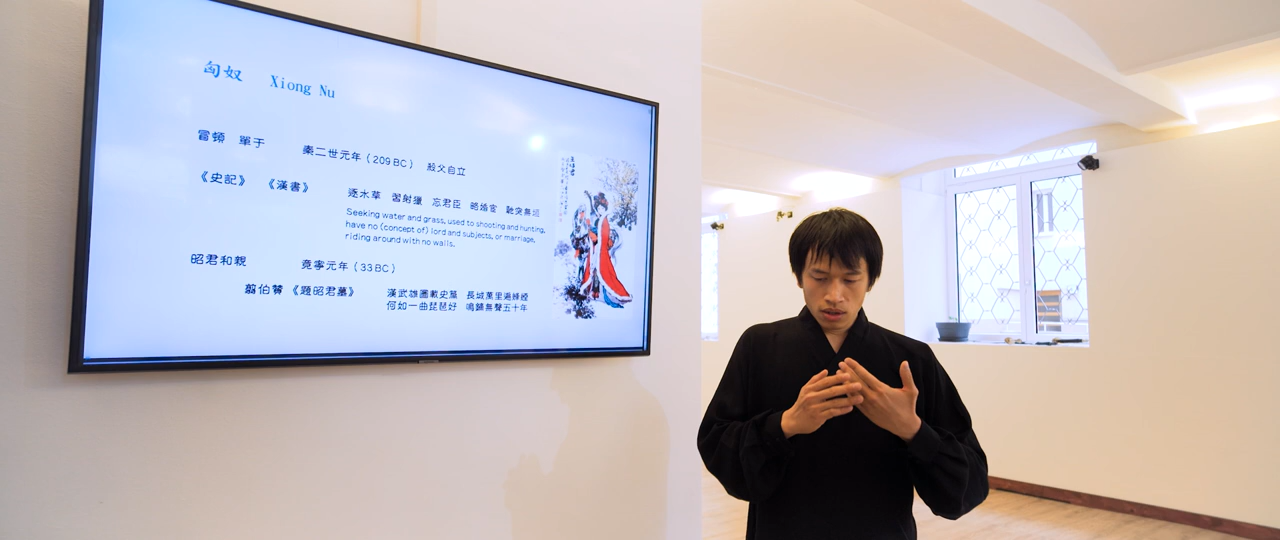 匈奴 Xiong Nu
冒頓 單于 秦二世元年（209 BC） 殺父自立
《史記》 《漢書》 逐水草 習射獵 忘君臣 略婚宦 馳突無垣
Seeking water and grass, used to shooting and hunting,
have no (concept of) lord and subjects, or marriage,
riding around with no walls.
昭君和親 竟寧元年（33 BC）
翦伯贊 《題昭君墓》 漢武雄圖載史篇 長城萬里遍烽煙
何如一曲琵琶好 鳴鏑無聲五十年